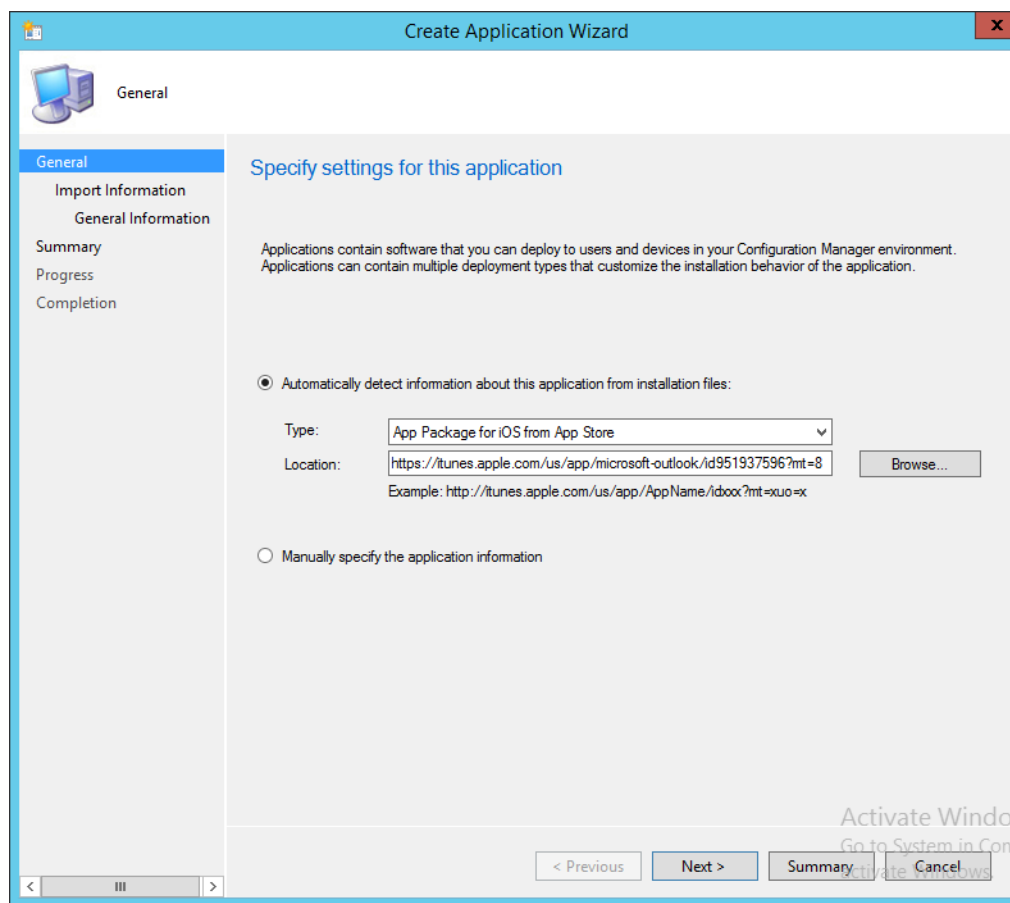 Create Application Wizard
x
General
General
Import Information
General Information
Summary
Progress
Completion
Specify settings for this application
Applications contain software that you can deploy to users and devices in your Configuration Manager environment.
Applications can contain multiple deployment types that customize the installation behavior of the application.
Automatically detect information about this application from installation files:
Type:
App Package for iOS from App Store
Location:
https://itunes.apple.com/us/app/microsoft-outlook/id951937596?mt=8
Browse...
Example: http://itunes.apple.com/us/app/AppName/idxxx?mt=xuo=x
Manually specify the application information
Activate Windo
Go to System in Con
activate Windows.
< Previous
Next >
Summary
Cancel